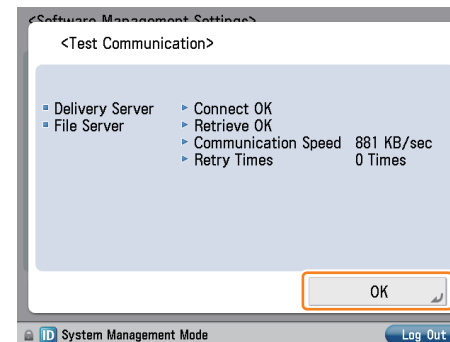 <Software Management Settings>
<Test Communication>
Delivery Server ▶ Connect OK
File Server ▶ Retrieve OK
▶ Communication Speed 881 KB/sec
▶ Retry Times 0 Times
OK
ID System Management Mode Log Out